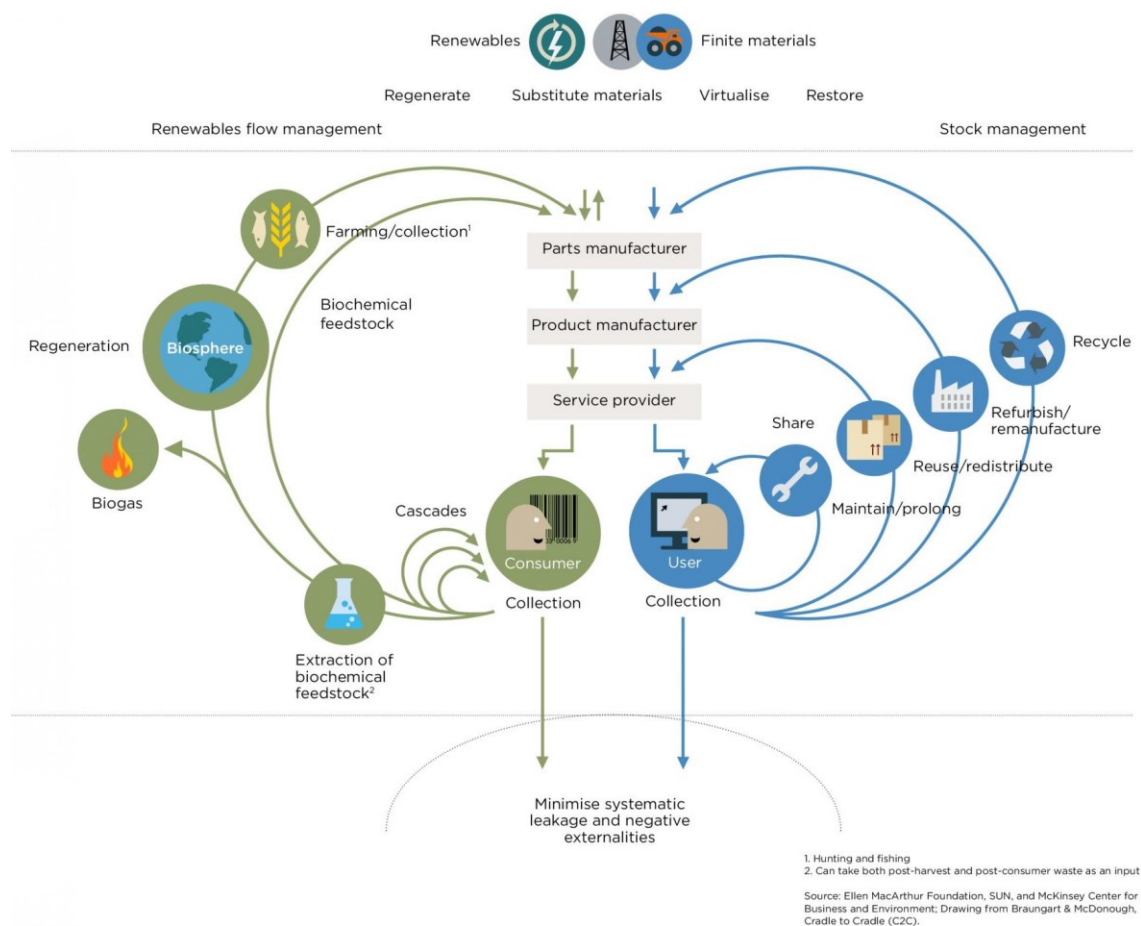 Renewables
Finite materials
Regenerate
Substitute materials
Virtualise
Restore
Renewables flow management
Stock management
Farming/collection¹
Parts manufacturer
Biochemical
feedstock
Product manufacturer
Regeneration
Biosphere
Recycle
Service provider
Refurbish/
remanufacture
Share
Reuse/redistribute
Biogas
Cascades
Maintain/prolong
Consumer
User
Collection
Collection
Extraction of
biochemical
feedstock²
Minimise systematic
leakage and negative
externalities
1. Hunting and fishing
2. Can take both post-harvest and post-consumer waste as an input
Source: Ellen MacArthur Foundation, SUN, and McKinsey Center for
Business and Environment; Drawing from Braungart & McDonough,
Cradle to Cradle (C2C).